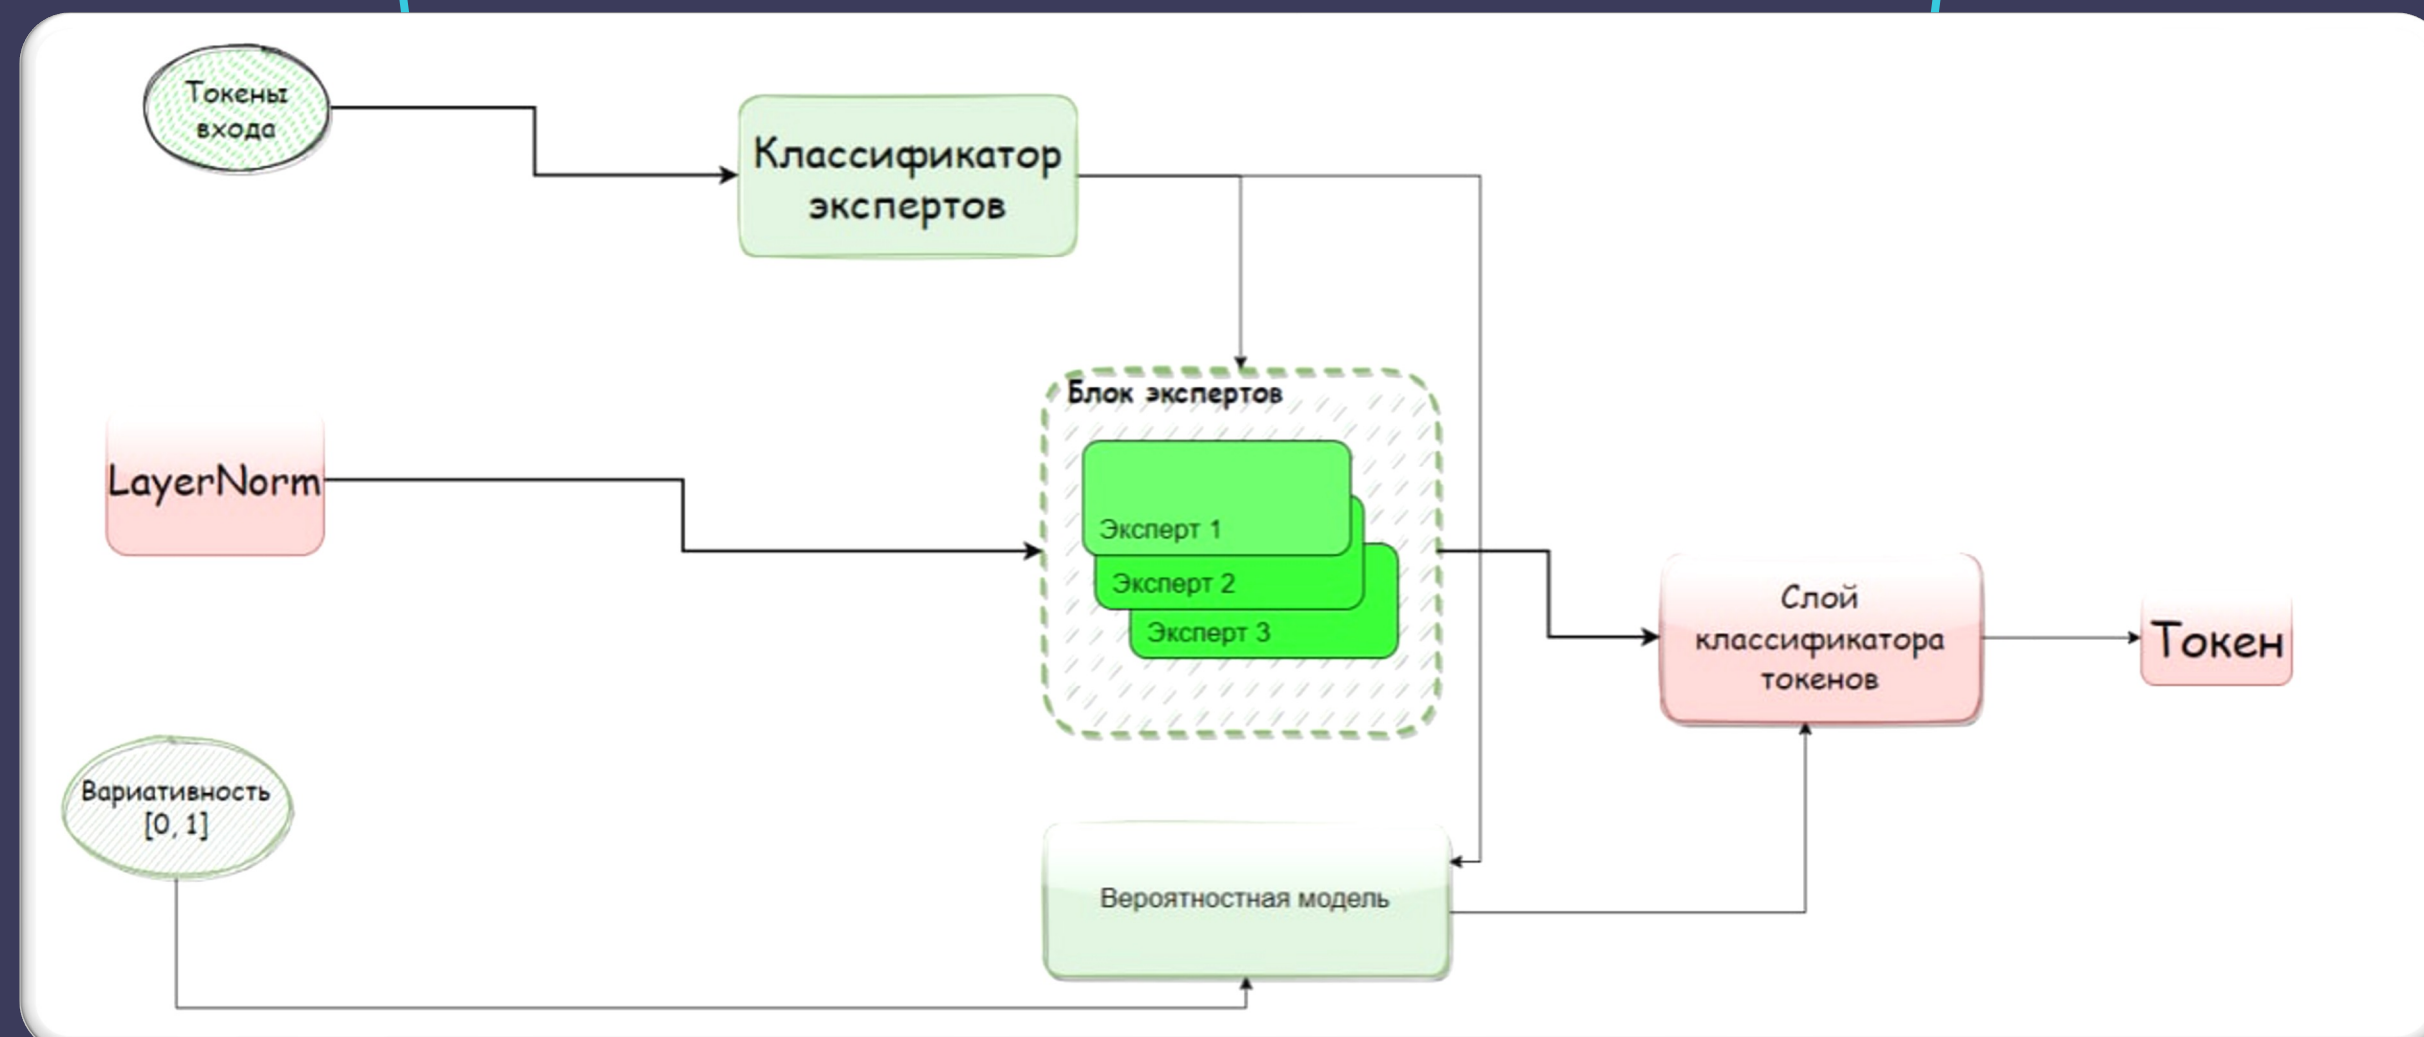 Токены
входа
Классификатор
экспертов
Блок экспертов
LayerNorm
Эксперт 1
Эксперт 2
Эксперт 3
Слой
классификатора
токенов
Токен
Вариативность
[0, 1]
Вероятностная модель